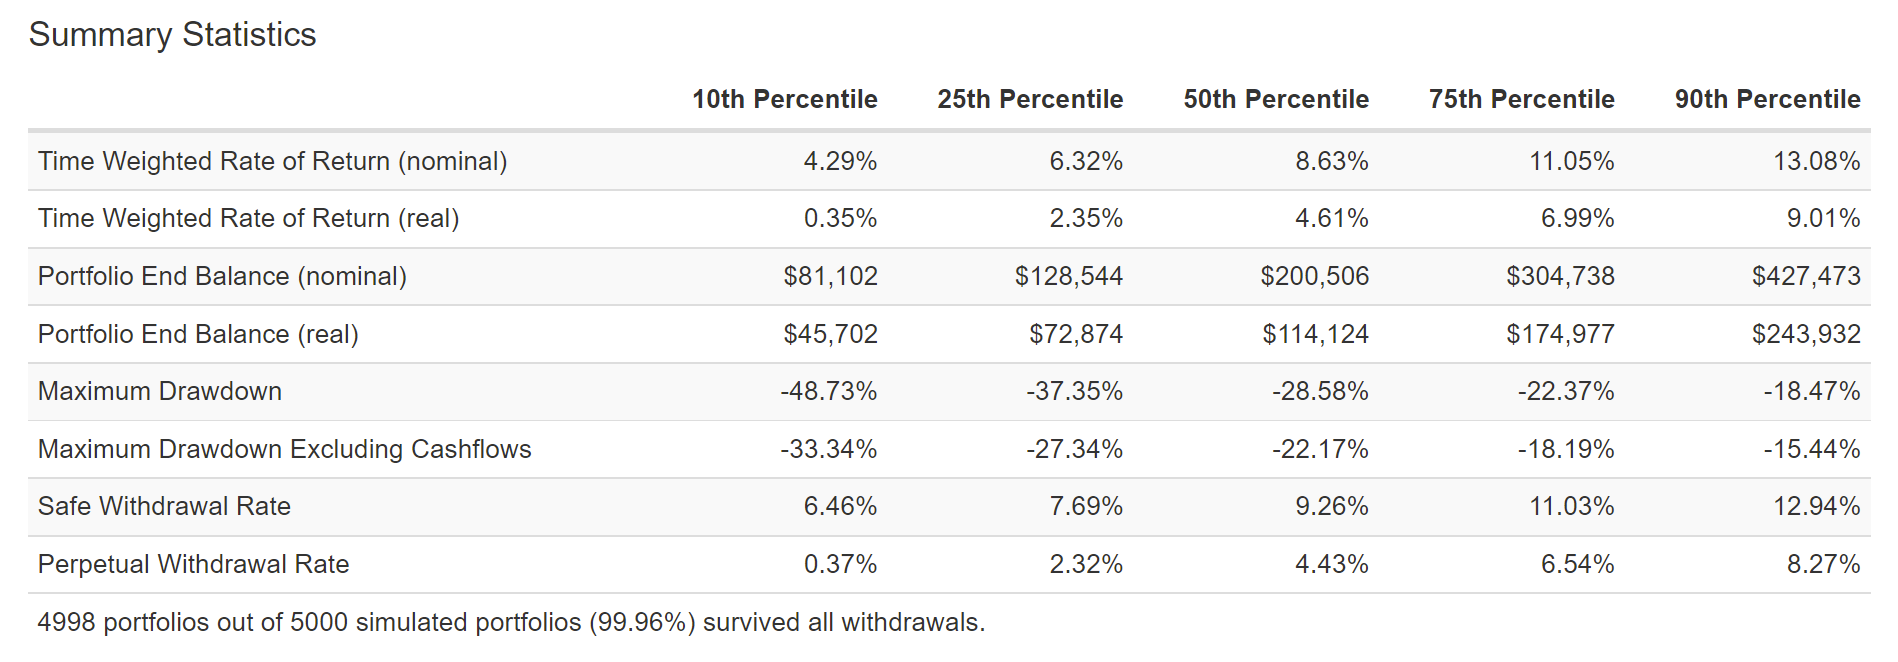 Summary Statistics
10th Percentile 25th Percentile 50th Percentile 75th Percentile 90th Percentile
Time Weighted Rate of Return (nominal) 4.29% 6.32% 8.63% 11.05% 13.08%
Time Weighted Rate of Return (real) 0.35% 2.35% 4.61% 6.99% 9.01%
Portfolio End Balance (nominal) $81,102 $128,544 $200,506 $304,738 $427,473
Portfolio End Balance (real) $45,702 $72,874 $114,124 $174,977 $243,932
Maximum Drawdown -48.73% -37.35% -28.58% -22.37% -18.47%
Maximum Drawdown Excluding Cashflows -33.34% -27.34% -22.17% -18.19% -15.44%
Safe Withdrawal Rate 6.46% 7.69% 9.26% 11.03% 12.94%
Perpetual Withdrawal Rate 0.37% 2.32% 4.43% 6.54% 8.27%
4998 portfolios out of 5000 simulated portfolios (99.96%) survived all withdrawals.